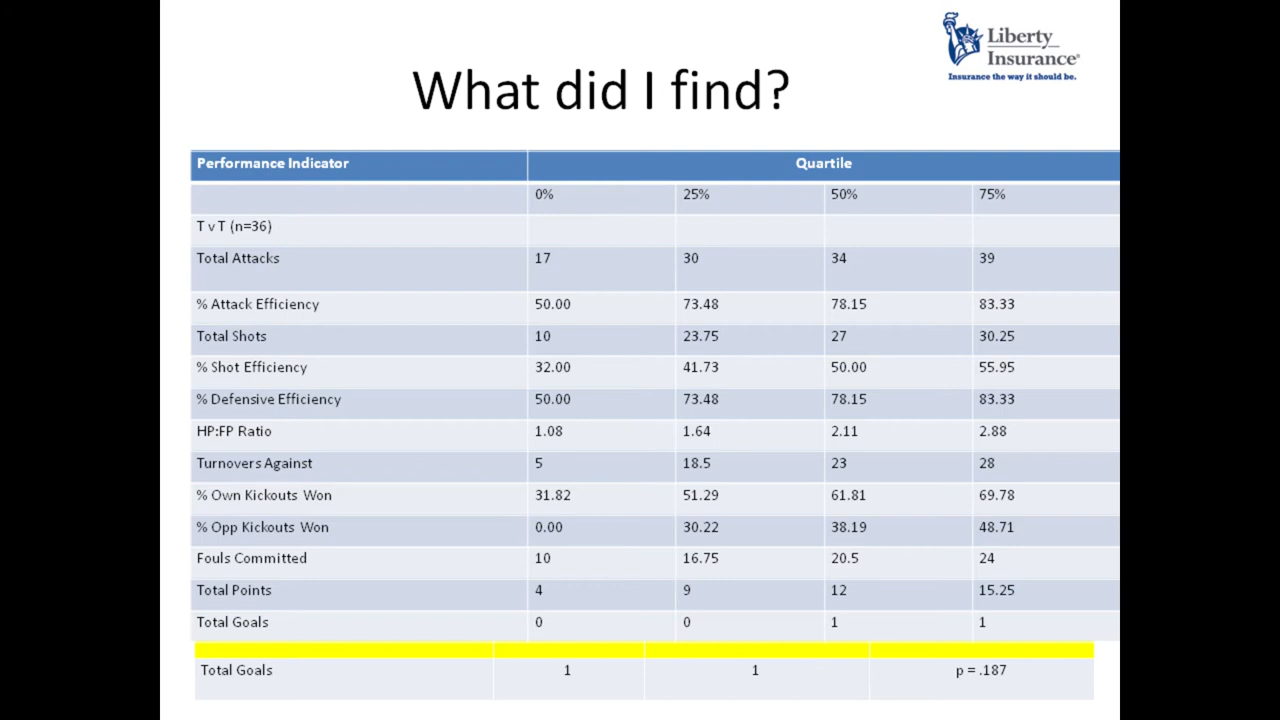 Liberty
Insurance®
Insurance the way it should be.
What did I find?
Performance Indicator Quartile
0% 25% 50% 75%
T v T (n=36)
Total Attacks 17 30 34 39
% Attack Efficiency 50.00 73.48 78.15 83.33
Total Shots 10 23.75 27 30.25
% Shot Efficiency 32.00 41.73 50.00 55.95
% Defensive Efficiency 50.00 73.48 78.15 83.33
HP:FP Ratio 1.08 1.64 2.11 2.88
Turnovers Against 5 18.5 23 28
% Own Kickouts Won 31.82 51.29 61.81 69.78
% Opp Kickouts Won 0.00 30.22 38.19 48.71
Fouls Committed 10 16.75 20.5 24
Total Points 4 9 12 15.25
Total Goals 0 0 1 1
Total Goals 1 1 p = .187